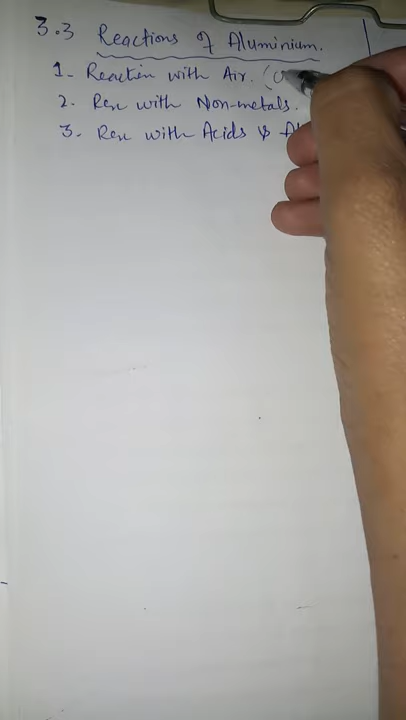 3.3 Reactions of Aluminium.
1. Reaction with Air. (
2. Rxn with Non-metals.
3. Rxn with Acids &